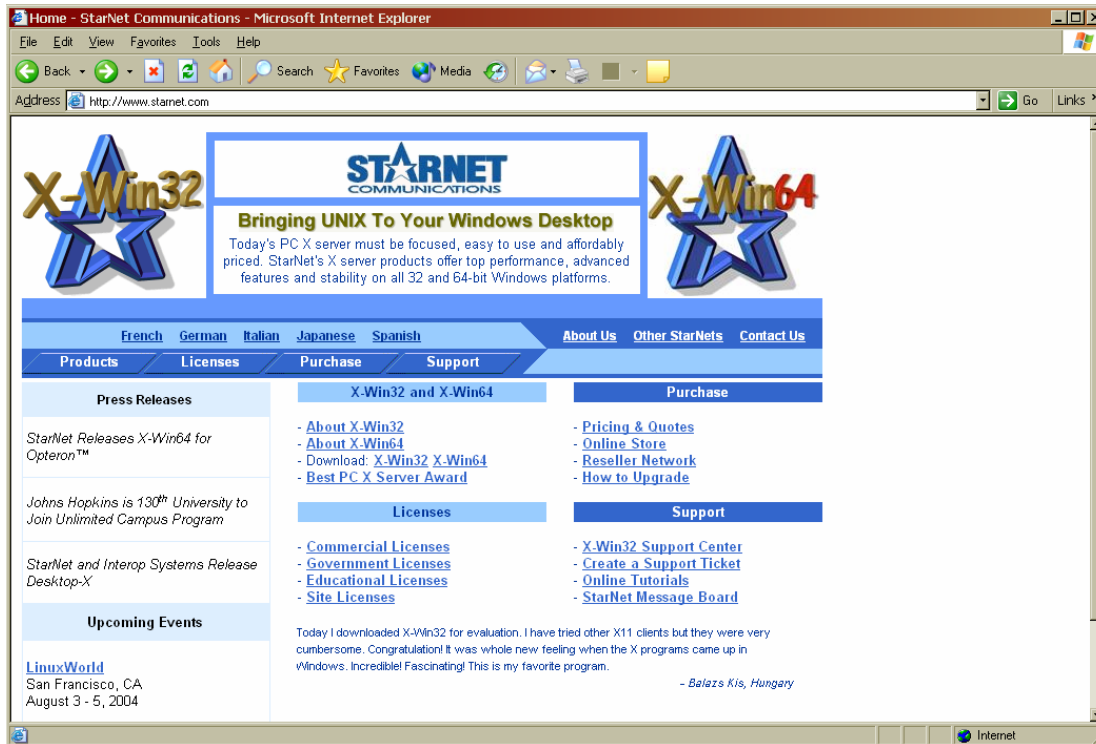 Home - StarNet Communications - Microsoft Internet Explorer
File Edit View Favorites Tools Help
Back Search Favorites Media
Address http://www.starnet.com Go Links
X-Win32
STARNET
COMMUNICATIONS
X-Win64
Bringing UNIX To Your Windows Desktop
Today's PC X server must be focused, easy to use and affordably
priced. StarNet's X server products offer top performance, advanced
features and stability on all 32 and 64-bit Windows platforms.
French German Italian Japanese Spanish About Us Other StarNets Contact Us
Products Licenses Purchase Support
Press Releases
StarNet Releases X-Win64 for
Opteron™
Johns Hopkins is 130th University to
Join Unlimited Campus Program
StarNet and Interop Systems Release
Desktop-X
Upcoming Events
LinuxWorld
San Francisco, CA
August 3 - 5, 2004
X-Win32 and X-Win64
- About X-Win32
- About X-Win64
- Download: X-Win32 X-Win64
- Best PC X Server Award
Purchase
- Pricing & Quotes
- Online Store
- Reseller Network
- How to Upgrade
Licenses
- Commercial Licenses
- Government Licenses
- Educational Licenses
- Site Licenses
Support
- X-Win32 Support Center
- Create a Support Ticket
- Online Tutorials
- StarNet Message Board
Today I downloaded X-Win32 for evaluation. I have tried other X11 clients but they were very
cumbersome. Congratulation! It was whole new feeling when the X programs came up in
Windows. Incredible! Fascinating! This is my favorite program.
- Balazs Kis, Hungary
Internet